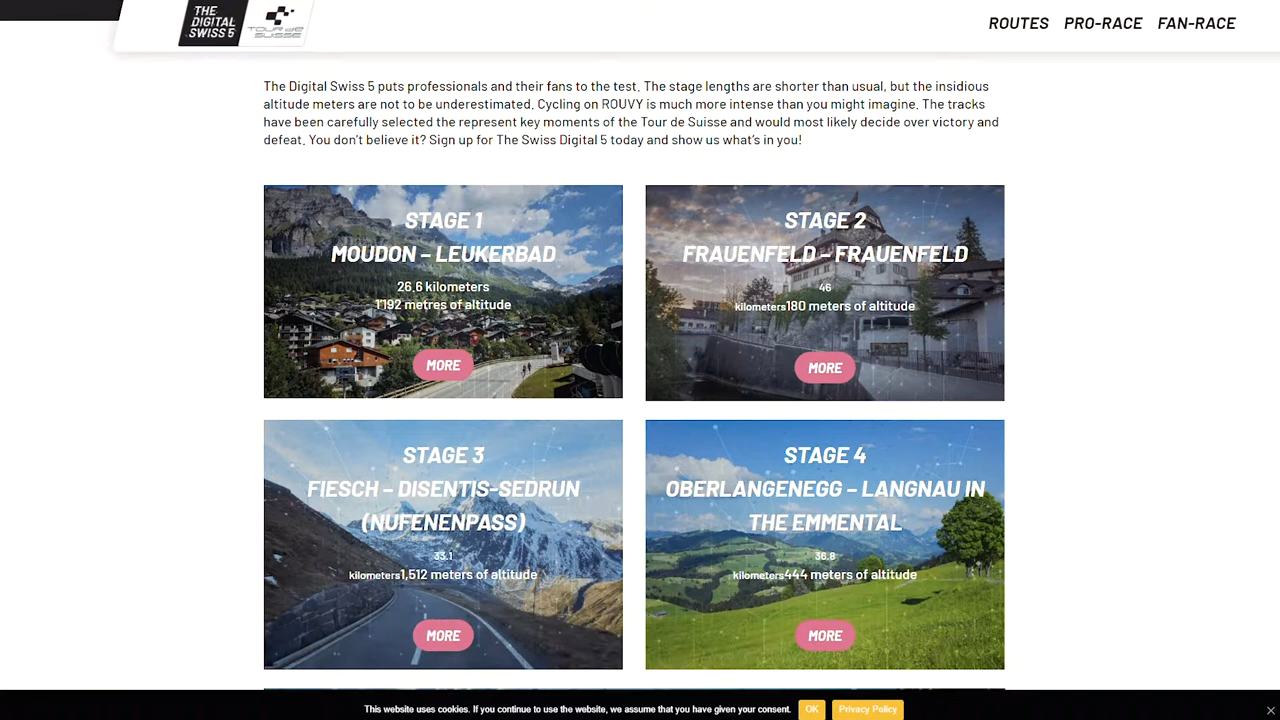 THE
DIGITAL
SWISS 5
TOUR de
SUISSE
ROUTES PRO-RACE FAN-RACE
The Digital Swiss 5 puts professionals and their fans to the test. The stage lengths are shorter than usual, but the insidious
altitude meters are not to be underestimated. Cycling on ROUVY is much more intense than you might imagine. The tracks
have been carefully selected the represent key moments of the Tour de Suisse and would most likely decide over victory and
defeat. You don't believe it? Sign up for The Swiss Digital 5 today and show us what's in you!
STAGE 1
MOUDON – LEUKERBAD
26.6 kilometers
1'192 metres of altitude
MORE
STAGE 2
FRAUENFELD – FRAUENFELD
46
kilometers180 meters of altitude
MORE
STAGE 3
FIESCH – DISENTIS-SEDRUN
(NUFENENPASS)
33.1
kilometers1,512 meters of altitude
MORE
STAGE 4
OBERLANGENEGG – LANGNAU IN
THE EMMENTAL
36.8
kilometers444 meters of altitude
MORE
This website uses cookies. If you continue to use the website, we assume that you have given your consent. OK Privacy Policy